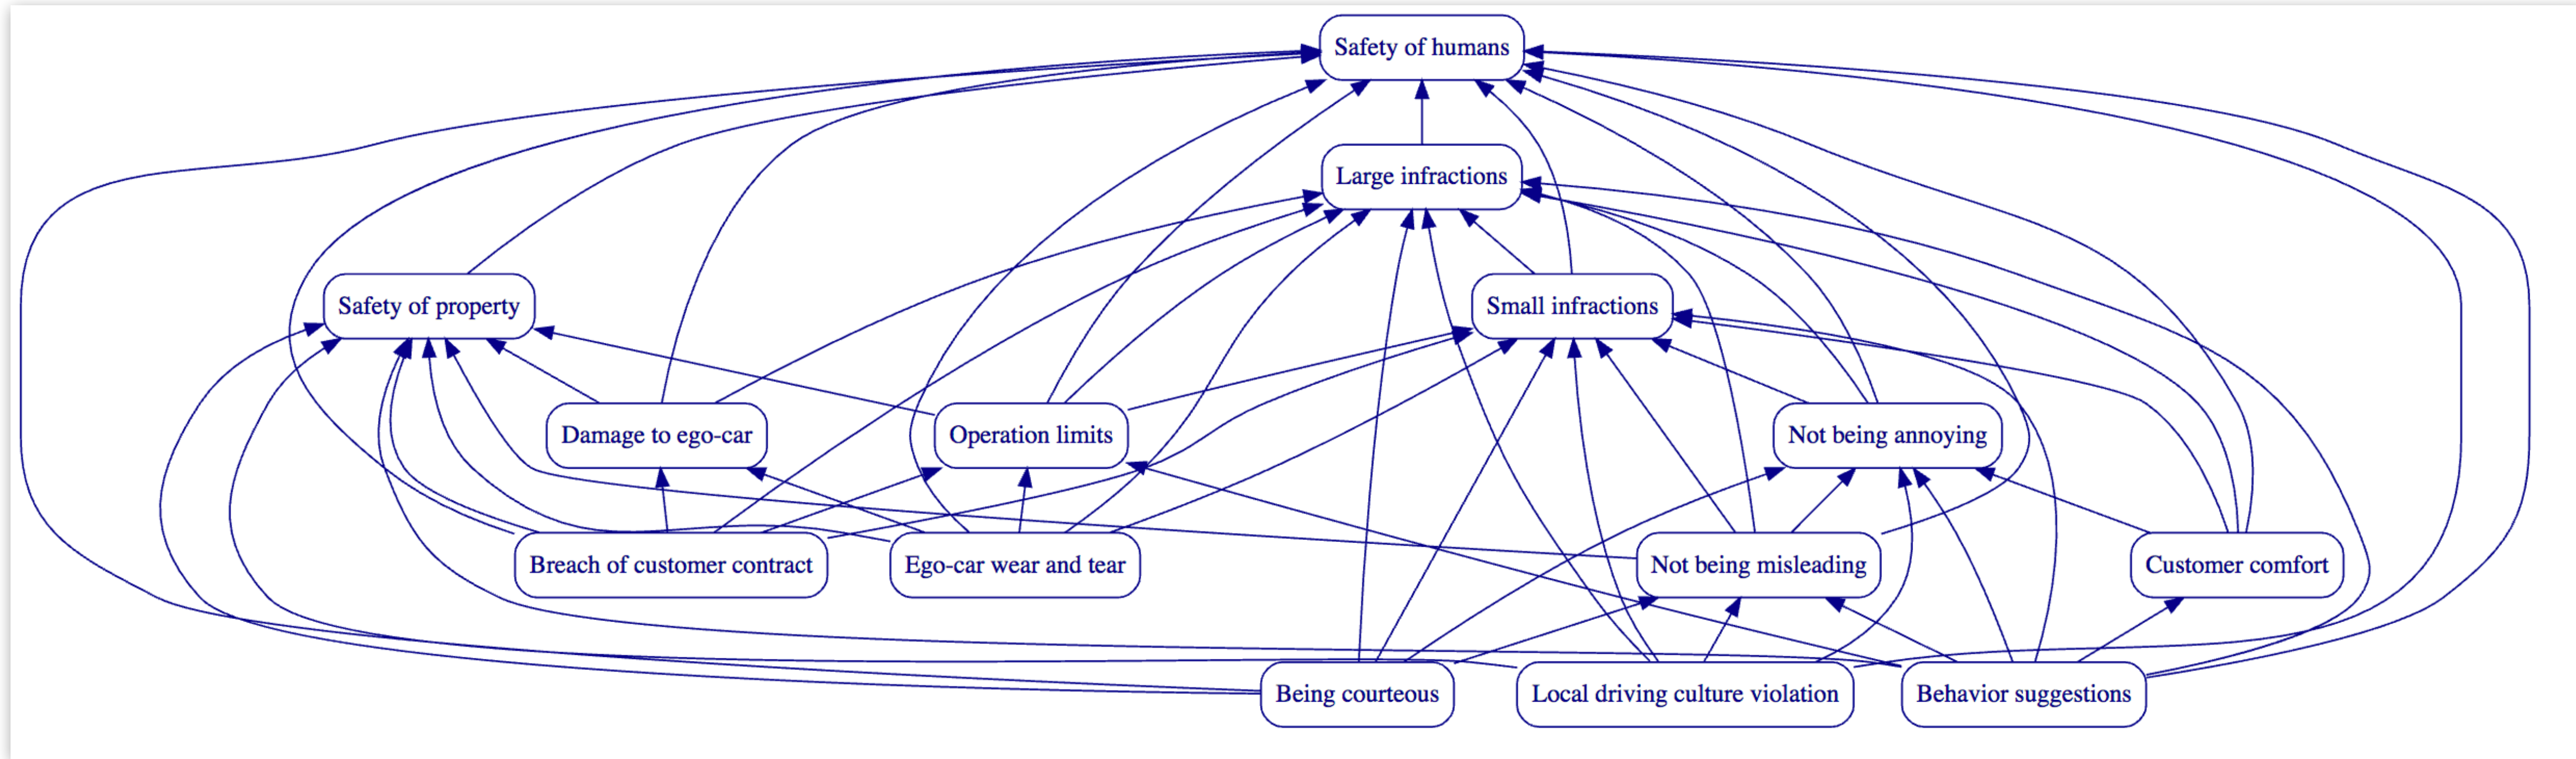 Safety of humans
Large infractions
Safety of property
Small infractions
Damage to ego-car
Operation limits
Not being annoying
Breach of customer contract
Ego-car wear and tear
Not being misleading
Customer comfort
Being courteous
Local driving culture violation
Behavior suggestions